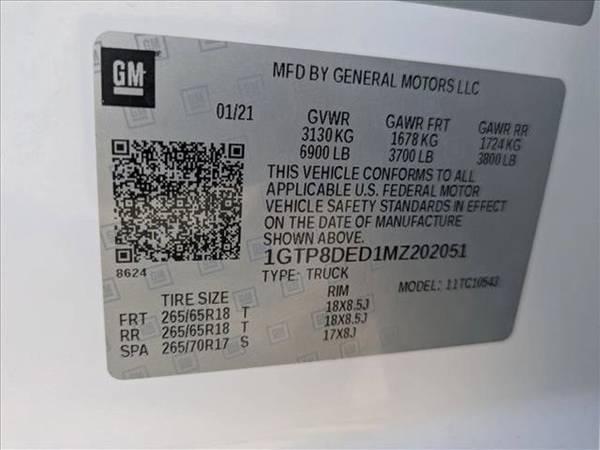 GM
MFD BY GENERAL MOTORS LLC
01/21 GVWR GAWR FRT GAWR RR
3130 KG 1678 KG 1724 KG
6900 LB 3700 LB 3800 LB
THIS VEHICLE CONFORMS TO ALL
APPLICABLE U.S. FEDERAL MOTOR
VEHICLE SAFETY STANDARDS IN EFFECT
ON THE DATE OF MANUFACTURE
SHOWN ABOVE.
1GTP8DED1MZ202051
8624
TYPE: TRUCK MODEL: 11TC10543
TIRE SIZE RIM
FRT 265/65R18 T 18X8.5J
RR 265/65R18 T 18X8.5J
SPA 265/70R17 S 17X8J